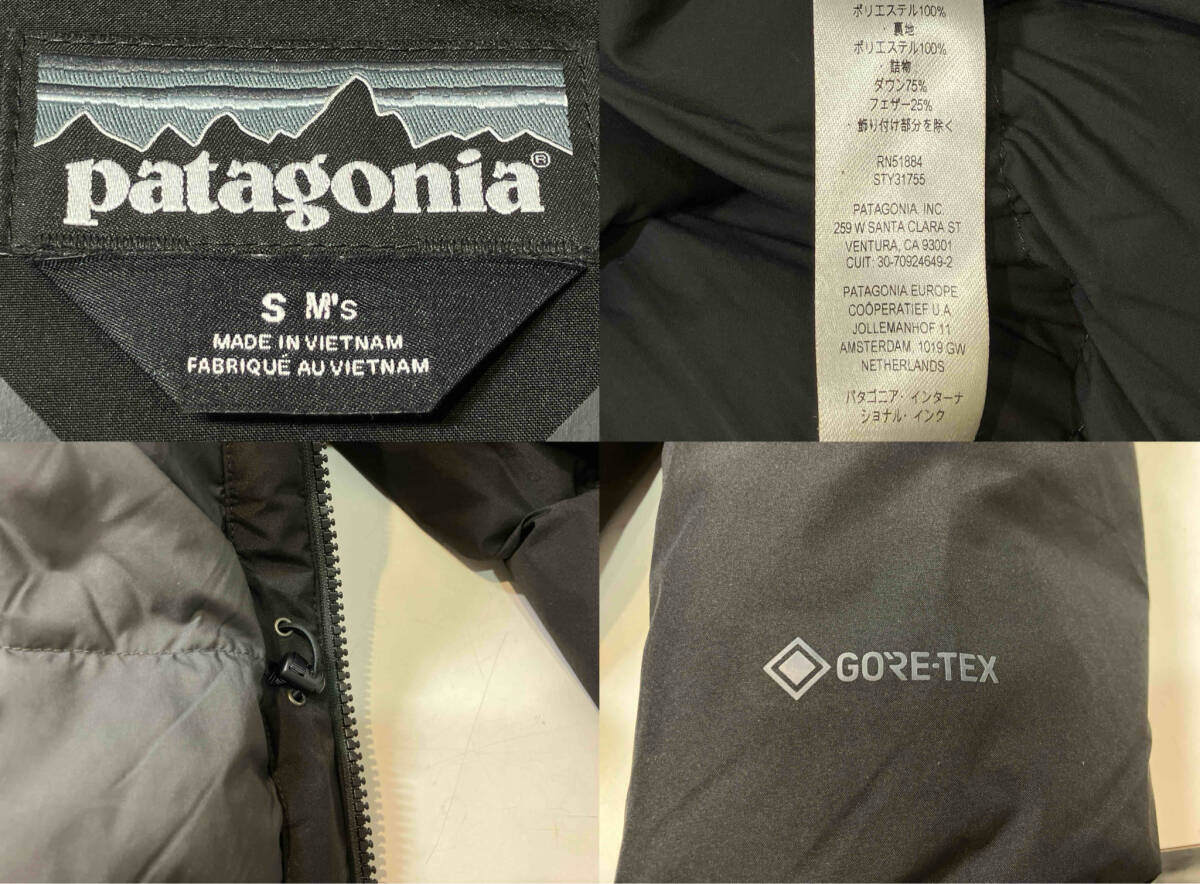 patagonia®
S M's
MADE IN VIETNAM
FABRIQUÉ AU VIETNAM
ポリエステル100%
・裏地
ポリエステル100%
・詰物
ダウン75%
フェザー25%
・飾り付け部分を除く
RN51884
STY31755
PATAGONIA. INC.
259 W SANTA CLARA ST
VENTURA, CA 93001
CUIT: 30-70924649-2
PATAGONIA EUROPE
COÖPERATIEF U.A
JOLLEMANHOF 11
AMSTERDAM, 1019 GW
NETHERLANDS
パタゴニア・インターナ
ショナル・インク
GORE-TEX